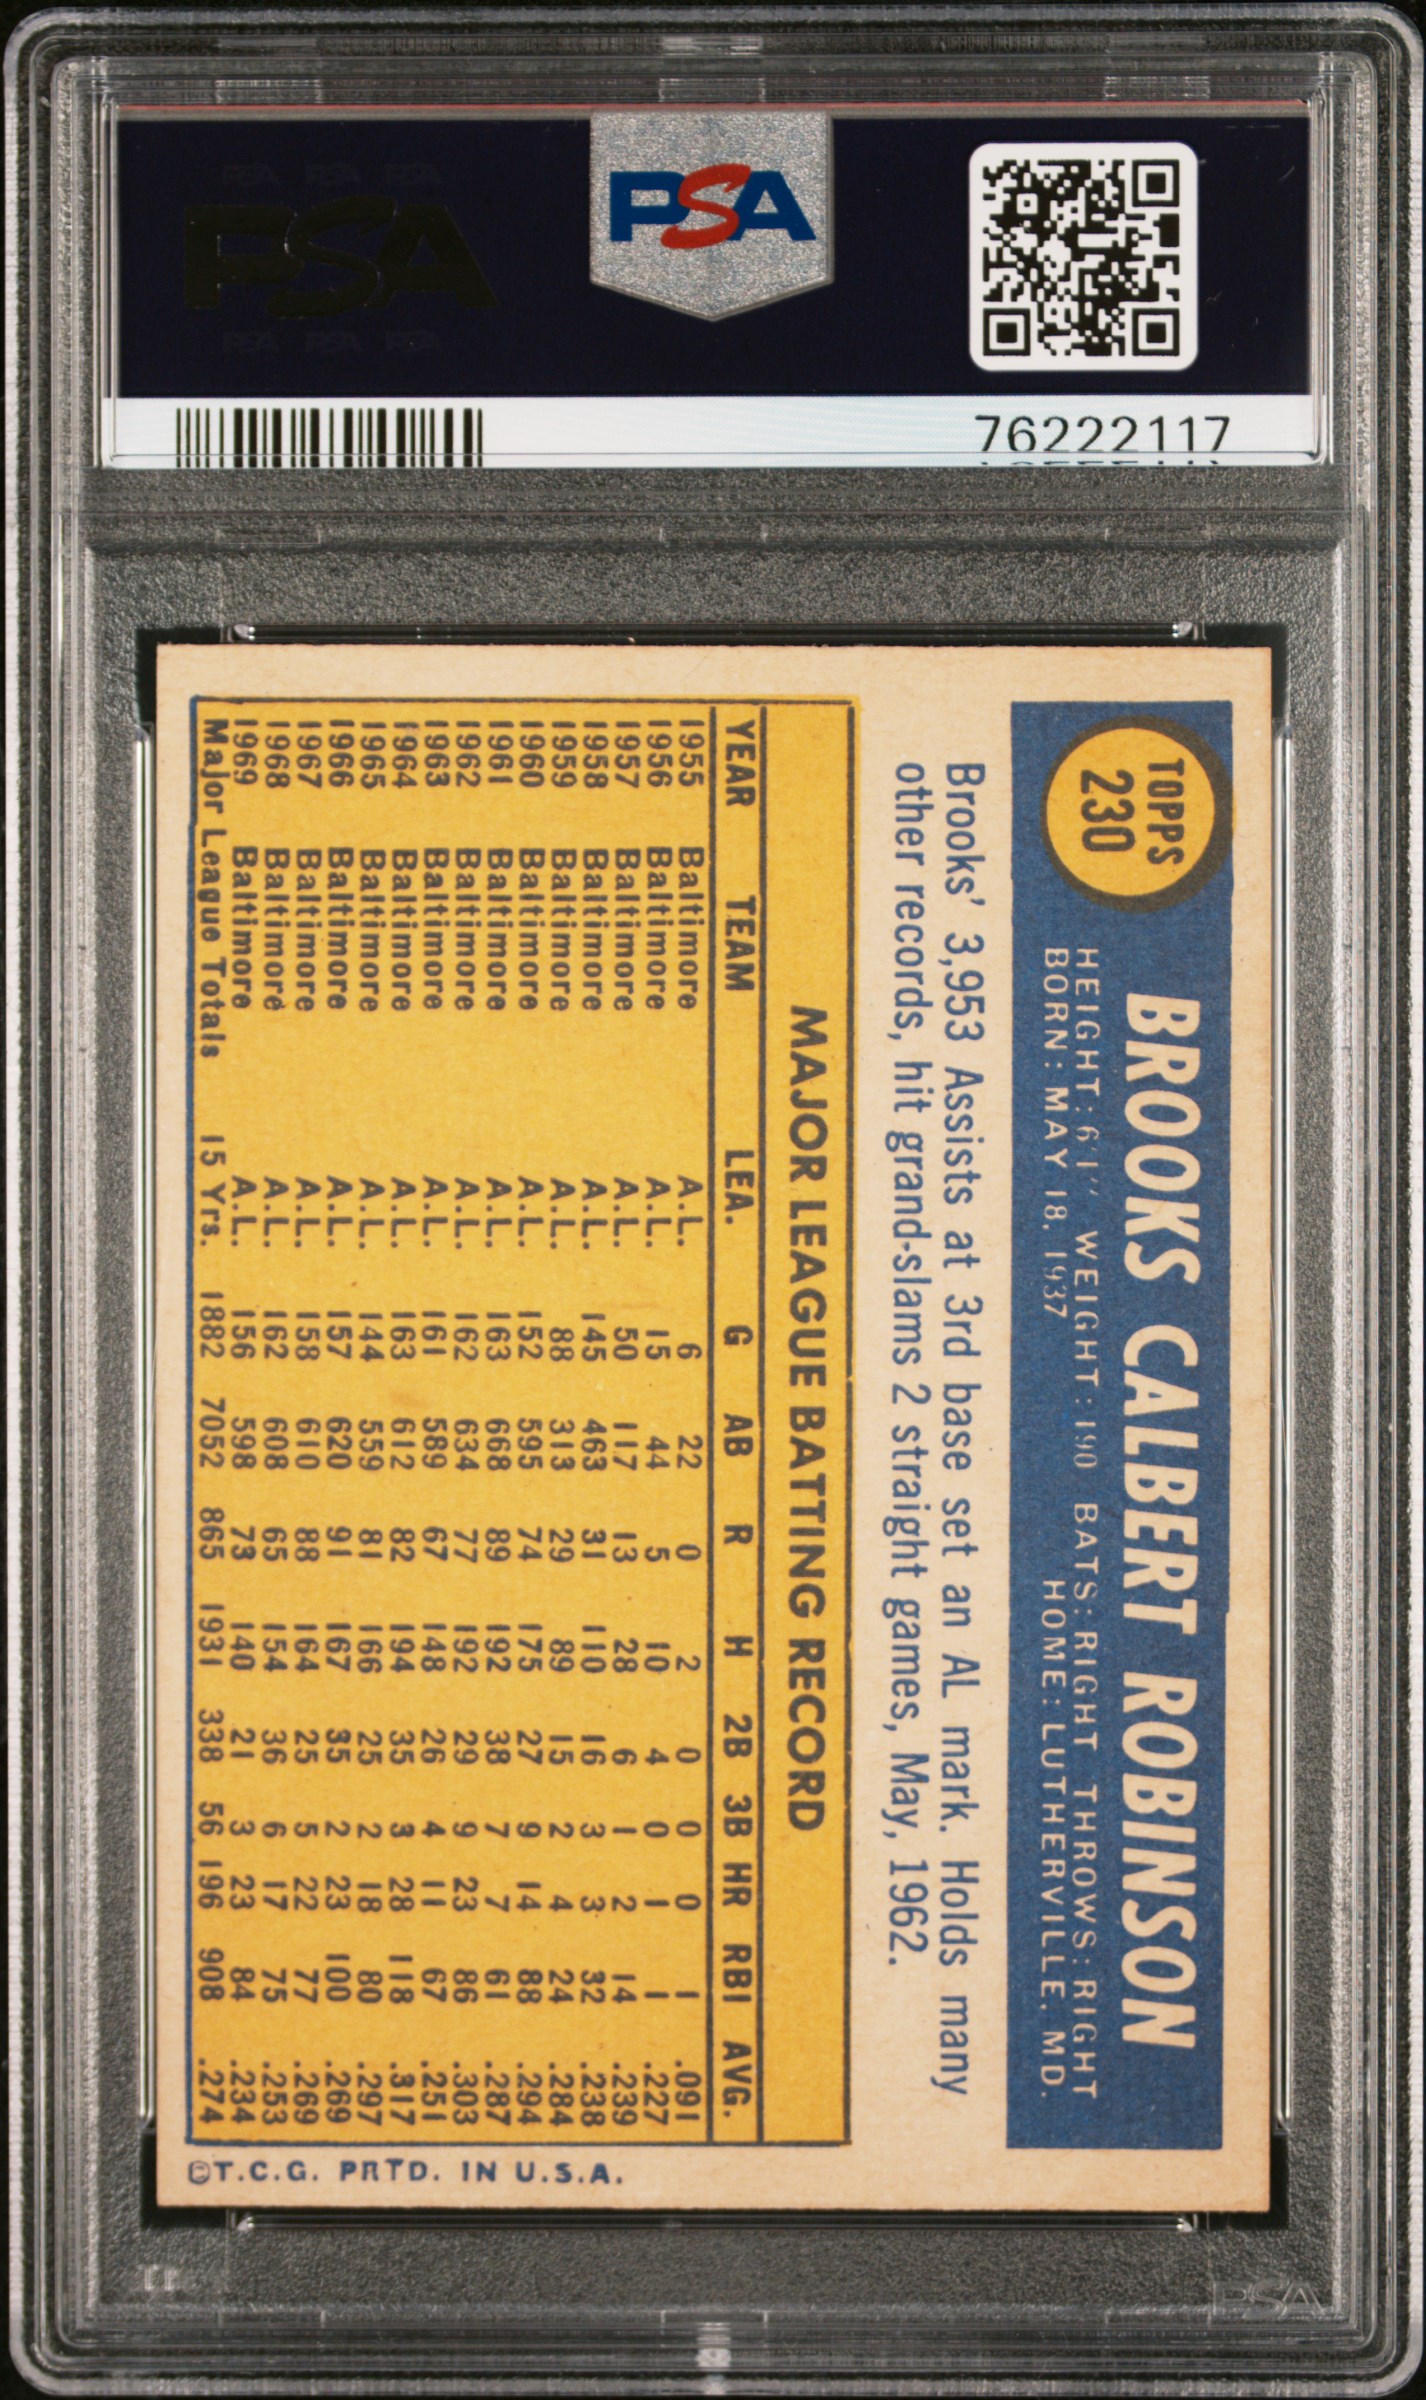 PSA PSA PSA
PSA
PSA PSA PSA
PSA
76222117
TOPPS
230
BROOKS CALBERT ROBINSON
HEIGHT: 6'1" WEIGHT: 190 BATS: RIGHT THROWS: RIGHT
BORN: MAY 18, 1937 HOME: LUTHERVILLE, MD.
Brooks' 3,953 Assists at 3rd base set an AL mark. Holds many
other records, hit grand-slams 2 straight games, May, 1962.
MAJOR LEAGUE BATTING RECORD
YEAR TEAM LEA. G AB R H 2B 3B HR RBI AVG.
1955 Baltimore A.L. 6 22 0 2 0 0 0 1 .091
1956 Baltimore A.L. 15 44 5 10 4 0 1 1 .227
1957 Baltimore A.L. 50 117 13 28 6 1 2 14 .239
1958 Baltimore A.L. 145 463 31 110 16 3 3 32 .238
1959 Baltimore A.L. 88 313 29 89 15 2 4 24 .284
1960 Baltimore A.L. 152 595 74 175 27 9 14 88 .294
1961 Baltimore A.L. 163 668 89 192 38 7 7 61 .287
1962 Baltimore A.L. 162 634 77 192 29 9 23 86 .303
1963 Baltimore A.L. 161 589 67 148 26 4 11 67 .251
1964 Baltimore A.L. 163 612 82 194 35 3 28 118 .317
1965 Baltimore A.L. 144 559 81 166 25 2 18 80 .297
1966 Baltimore A.L. 157 620 91 167 35 2 23 100 .269
1967 Baltimore A.L. 158 610 88 164 25 5 22 77 .269
1968 Baltimore A.L. 162 608 65 154 36 6 17 75 .253
1969 Baltimore A.L. 156 598 73 140 21 3 23 84 .234
Major League Totals 15 Yrs. 1882 7052 865 1931 338 56 196 908 .274
©T.C.G. PRTD. IN U.S.A.
PSA